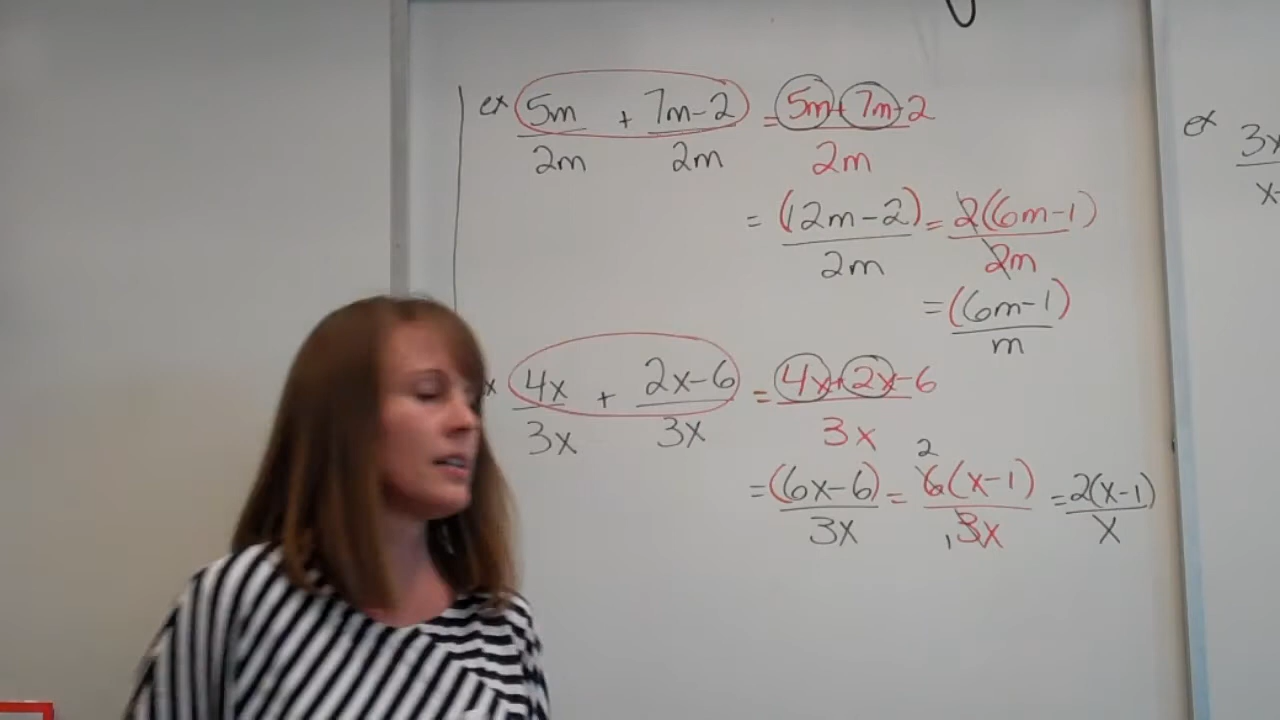 ex 5m/2m + 7m-2/2m = 5m+7m-2/2m
= (12m-2)/2m = 2(6m-1)/2m
= (6m-1)/m
x 4x/3x + 2x-6/3x = 4x+2x-6/3x
= (6x-6)/3x = 2 6(x-1)/1 3x = 2(x-1)/x
ex 3x/x-